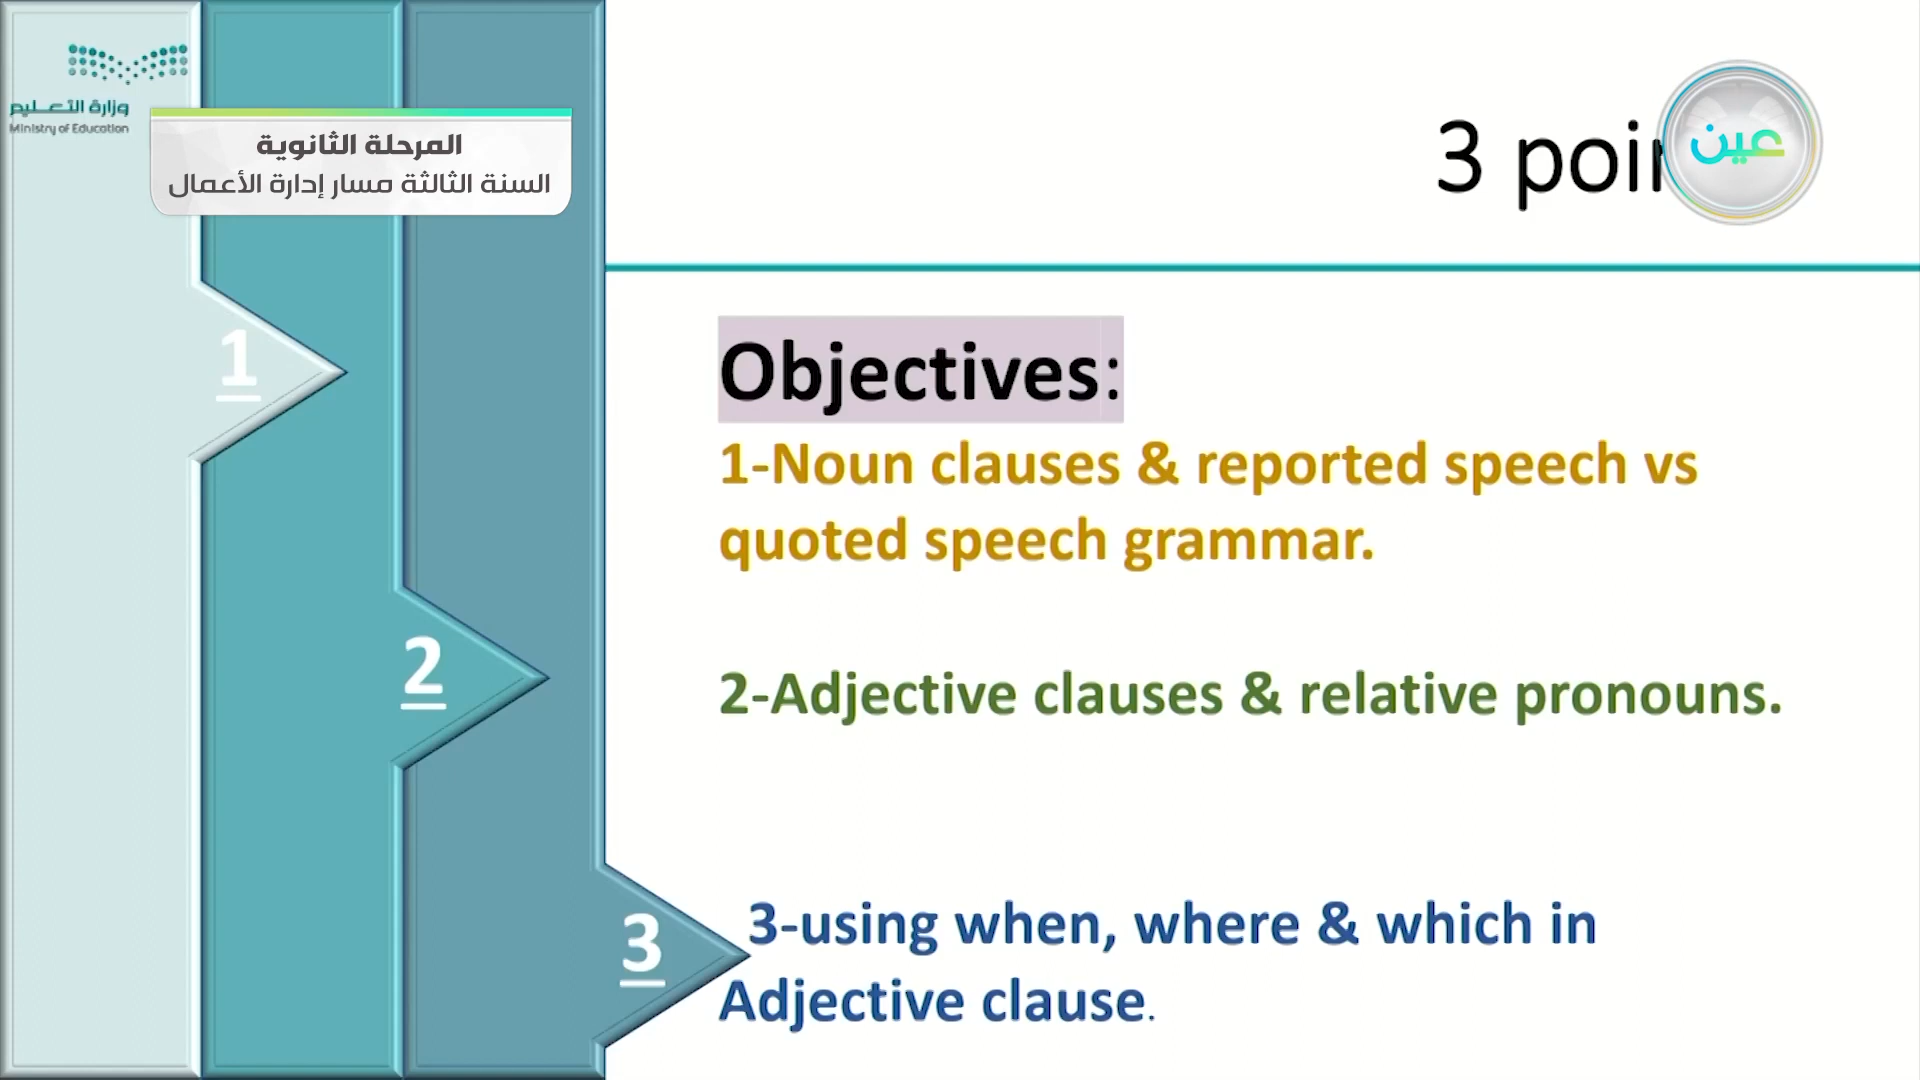 وزارة التعليم
Ministry of Education
المرحلة الثانوية
السنة الثالثة مسار إدارة الأعمال
3
عين
1
Objectives:
1-Noun clauses & reported speech vs
quoted speech grammar.
2
2-Adjective clauses & relative pronouns.
3
3-using when, where & which in
Adjective clause.